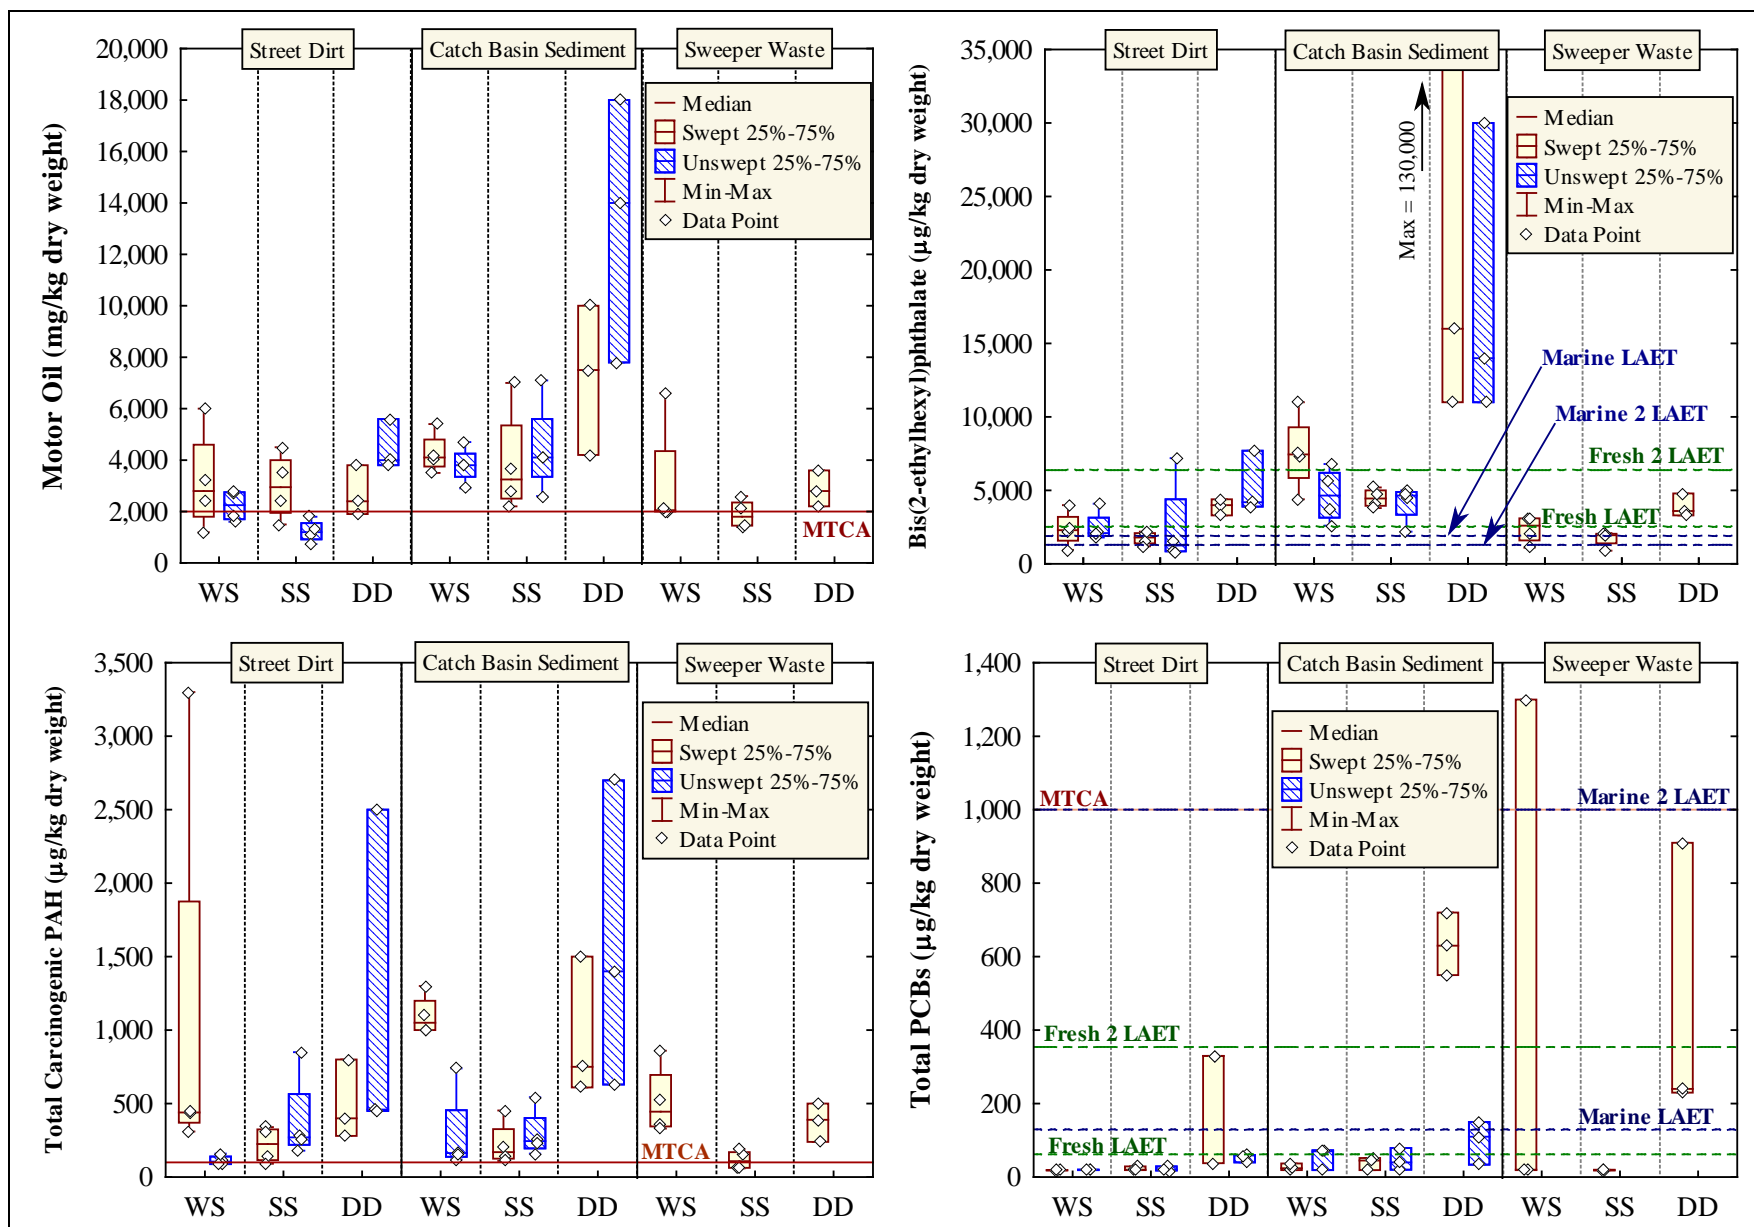 Street Dirt
Catch Basin Sediment
Sweeper Waste
Motor Oil (mg/kg dry weight)
20,000
18,000
16,000
14,000
12,000
10,000
8,000
6,000
4,000
2,000
0
Median
Swept 25%-75%
Unswept 25%-75%
Min-Max
Data Point
MTCA
WS SS DD WS SS DD WS SS DD
Street Dirt
Catch Basin Sediment
Sweeper Waste
Bis(2-ethylhexyl)phthalate (µg/kg dry weight)
35,000
30,000
25,000
20,000
15,000
10,000
5,000
0
Max = 130,000
Median
Swept 25%-75%
Unswept 25%-75%
Min-Max
Data Point
Marine LAET
Marine 2 LAET
Fresh 2 LAET
Fresh LAET
WS SS DD WS SS DD WS SS DD
Street Dirt
Catch Basin Sediment
Sweeper Waste
Total Carcinogenic PAH (µg/kg dry weight)
3,500
3,000
2,500
2,000
1,500
1,000
500
0
Median
Swept 25%-75%
Unswept 25%-75%
Min-Max
Data Point
MTCA
WS SS DD WS SS DD WS SS DD
Street Dirt
Catch Basin Sediment
Sweeper Waste
Total PCBs (µg/kg dry weight)
1,400
1,200
1,000
800
600
400
200
0
Median
Swept 25%-75%
Unswept 25%-75%
Min-Max
Data Point
MTCA
Marine 2 LAET
Fresh 2 LAET
Marine LAET
Fresh LAET
WS SS DD WS SS DD WS SS DD